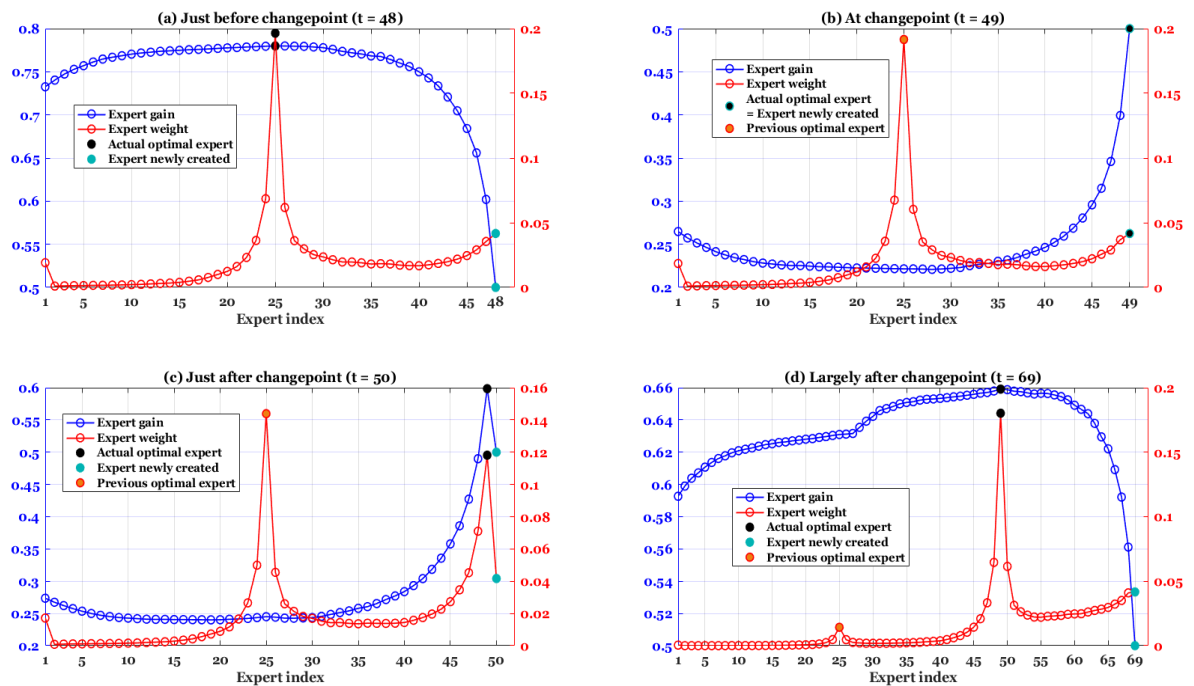 (a) Just before changepoint (t = 48)
0.8
0.75
0.7
0.65
0.6
0.55
0.5
0.2
0.15
0.1
0.05
0
Expert gain
Expert weight
Actual optimal expert
Expert newly created
1 5 10 15 20 25 30 35 40 45 48
Expert index
(b) At changepoint (t = 49)
0.5
0.45
0.4
0.35
0.3
0.25
0.2
0.2
0.15
0.1
0.05
0
Expert gain
Expert weight
Actual optimal expert
= Expert newly created
Previous optimal expert
1 5 10 15 20 25 30 35 40 45 49
Expert index
(c) Just after changepoint (t = 50)
0.6
0.55
0.5
0.45
0.4
0.35
0.3
0.25
0.2
0.16
0.14
0.12
0.1
0.08
0.06
0.04
0.02
0
Expert gain
Expert weight
Actual optimal expert
Expert newly created
Previous optimal expert
1 5 10 15 20 25 30 35 40 45 50
Expert index
(d) Largely after changepoint (t = 69)
0.66
0.64
0.62
0.6
0.58
0.56
0.54
0.52
0.5
0.2
0.15
0.1
0.05
0
Expert gain
Expert weight
Actual optimal expert
Expert newly created
Previous optimal expert
1 5 10 15 20 25 30 35 40 45 50 55 60 65 69
Expert index